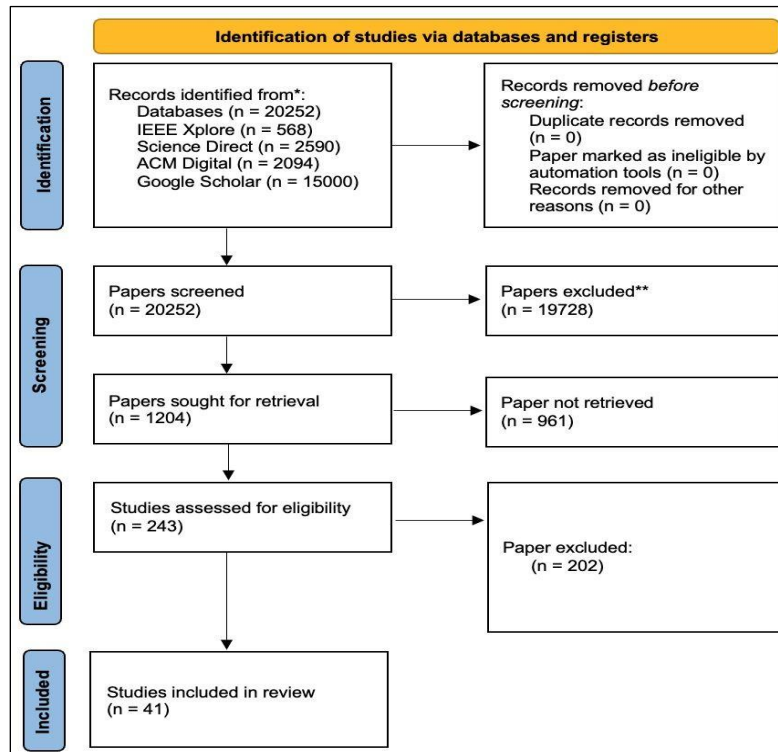 Identification of studies via databases and registers
Identification
Records identified from*:
Databases (n = 20252)
IEEE Xplore (n = 568)
Science Direct (n = 2590)
ACM Digital (n = 2094)
Google Scholar (n = 15000)
Records removed before
screening:
Duplicate records removed
(n = 0)
Paper marked as ineligible by
automation tools (n = 0)
Records removed for other
reasons (n = 0)
Screening
Papers screened
(n = 20252)
Papers excluded**
(n = 19728)
Papers sought for retrieval
(n = 1204)
Paper not retrieved
(n = 961)
Eligibility
Studies assessed for eligibility
(n = 243)
Paper excluded:
(n = 202)
Included
Studies included in review
(n = 41)